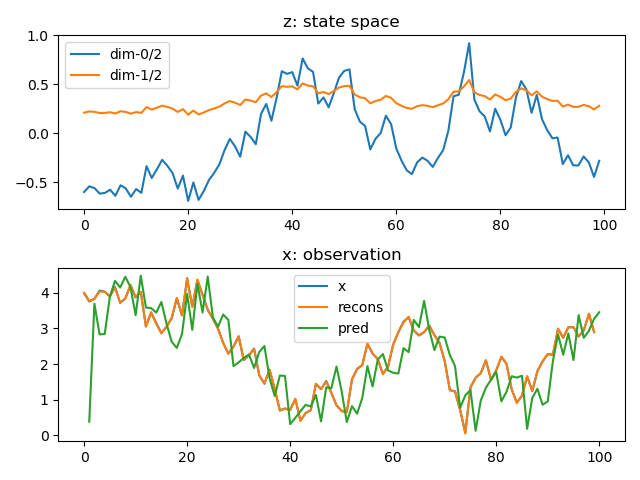 z: state space
1.0
0.5
0.0
−0.5
dim-0/2
dim-1/2
0 20 40 60 80 100
x: observation
4
3
2
1
0
x
recons
pred
0 20 40 60 80 100